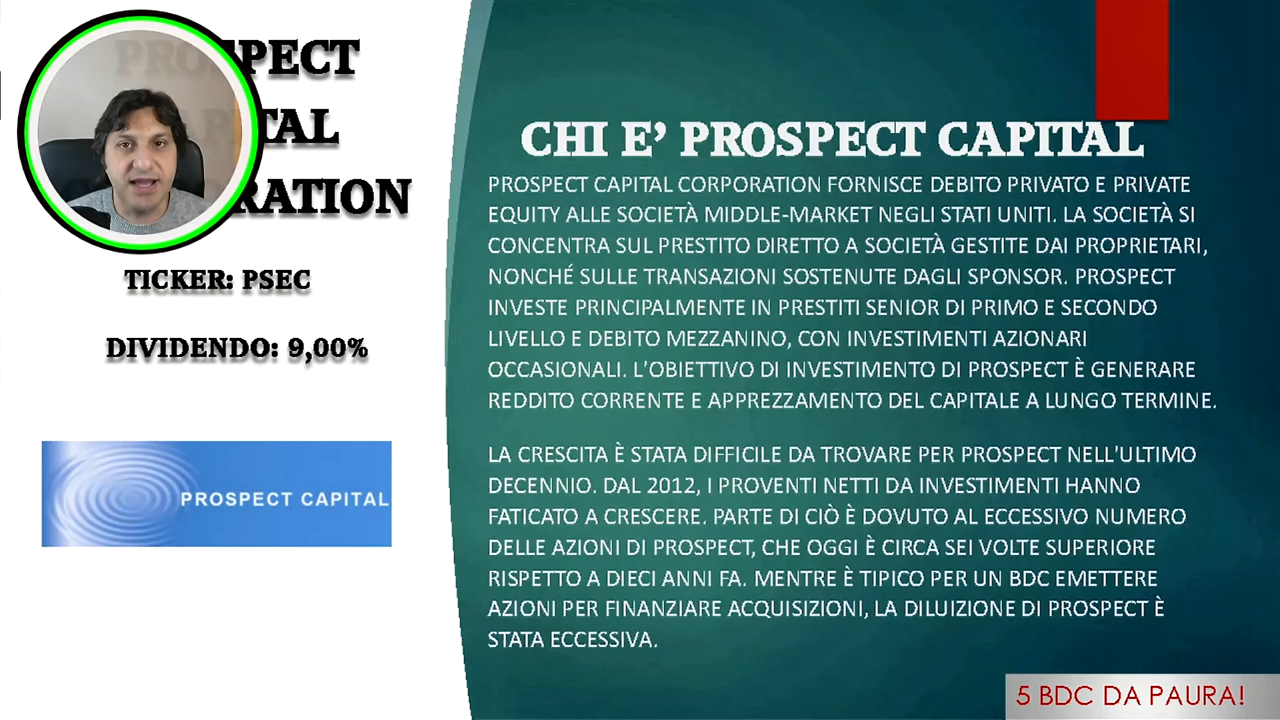 PROSPECT
CAPITAL
RATION
TICKER: PSEC
DIVIDENDO: 9,00%
PROSPECT CAPITAL
CHI E’ PROSPECT CAPITAL
PROSPECT CAPITAL CORPORATION FORNISCE DEBITO PRIVATO E PRIVATE
EQUITY ALLE SOCIETÀ MIDDLE-MARKET NEGLI STATI UNITI. LA SOCIETÀ SI
CONCENTRA SUL PRESTITO DIRETTO A SOCIETÀ GESTITE DAI PROPRIETARI,
NONCHÉ SULLE TRANSAZIONI SOSTENUTE DAGLI SPONSOR. PROSPECT
INVESTE PRINCIPALMENTE IN PRESTITI SENIOR DI PRIMO E SECONDO
LIVELLO E DEBITO MEZZANINO, CON INVESTIMENTI AZIONARI
OCCASIONALI. L'OBIETTIVO DI INVESTIMENTO DI PROSPECT È GENERARE
REDDITO CORRENTE E APPREZZAMENTO DEL CAPITALE A LUNGO TERMINE.
LA CRESCITA È STATA DIFFICILE DA TROVARE PER PROSPECT NELL'ULTIMO
DECENNIO. DAL 2012, I PROVENTI NETTI DA INVESTIMENTI HANNO
FATICATO A CRESCERE. PARTE DI CIÒ È DOVUTO AL ECCESSIVO NUMERO
DELLE AZIONI DI PROSPECT, CHE OGGI È CIRCA SEI VOLTE SUPERIORE
RISPETTO A DIECI ANNI FA. MENTRE È TIPICO PER UN BDC EMETTERE
AZIONI PER FINANZIARE ACQUISIZIONI, LA DILUIZIONE DI PROSPECT È
STATA ECCESSIVA.
5 BDC DA PAURA!